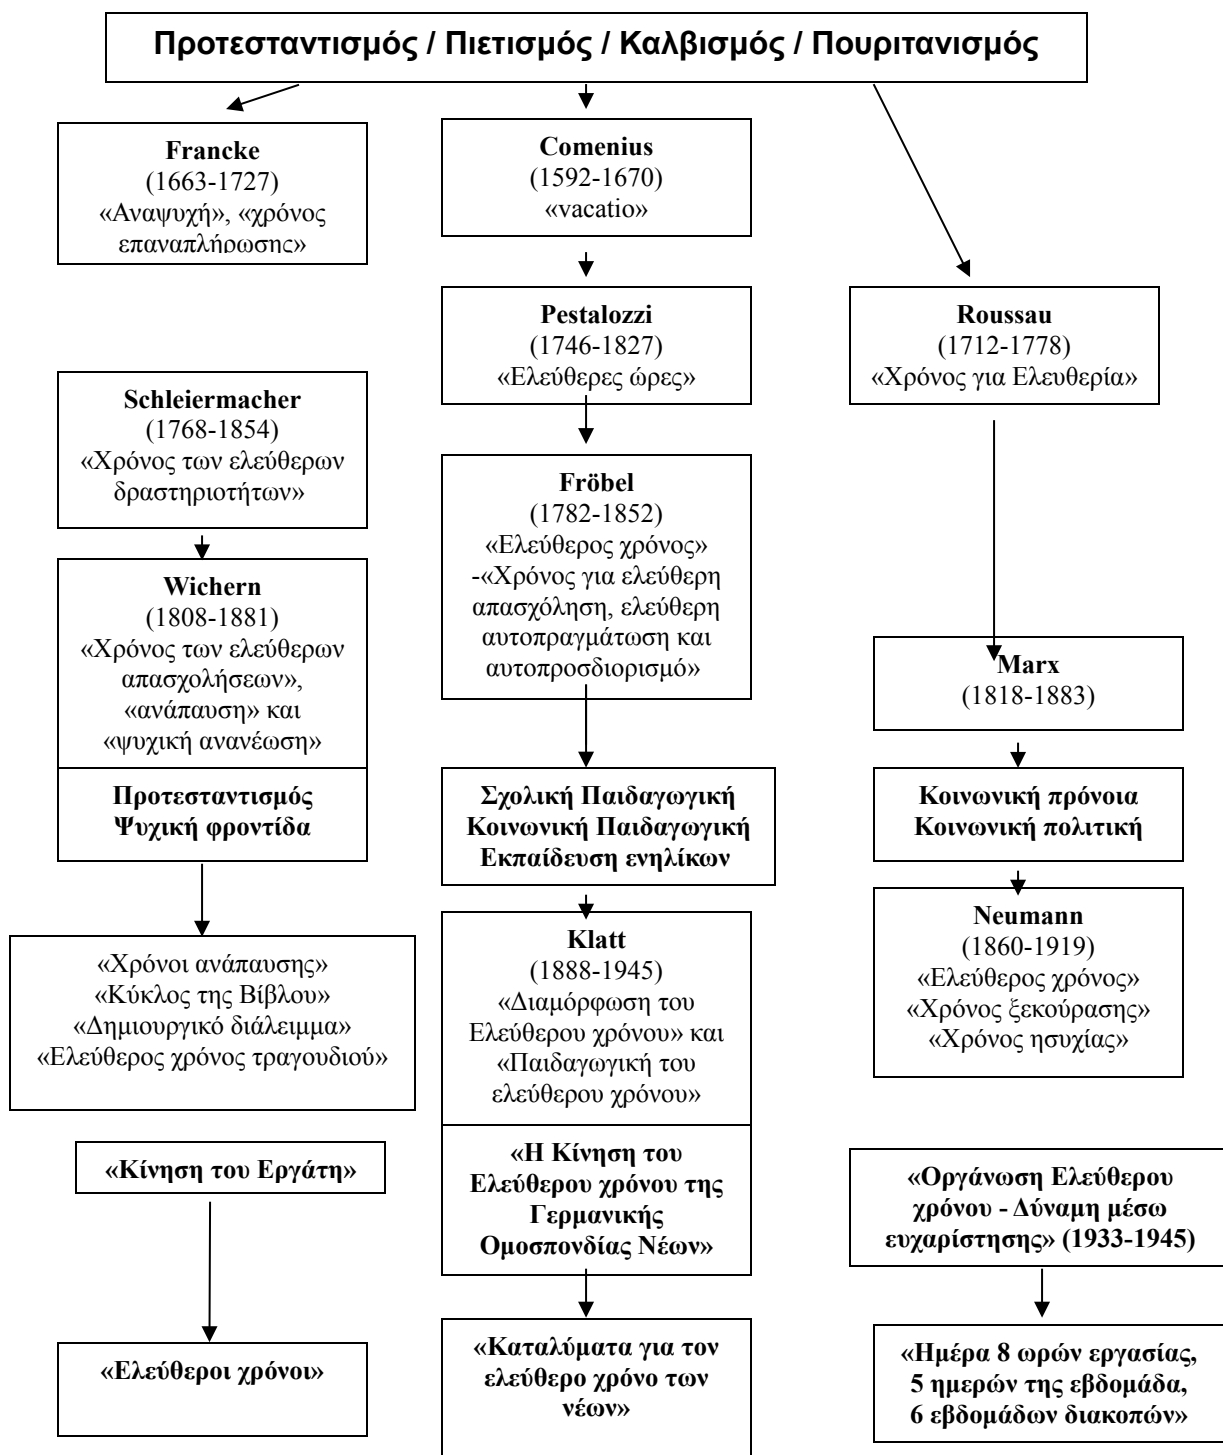 Προτεσταντισμός / Πιετισμός / Καλβισμός / Πουριτανισμός
Francke
(1663-1727)
«Αναψυχή», «χρόνος
επαναπλήρωσης»
Comenius
(1592-1670)
«vacatio»
Pestalozzi
(1746-1827)
«Ελεύθερες ώρες»
Roussau
(1712-1778)
«Χρόνος για Ελευθερία»
Schleiermacher
(1768-1854)
«Χρόνος των ελεύθερων
δραστηριοτήτων»
Fröbel
(1782-1852)
«Ελεύθερος χρόνος»
-«Χρόνος για ελεύθερη
απασχόληση, ελεύθερη
αυτοπραγμάτωση και
αυτοπροσδιορισμό»
Wichern
(1808-1881)
«Χρόνος των ελεύθερων
απασχολήσεων»,
«ανάπαυση» και
«ψυχική ανανέωση»
Marx
(1818-1883)
Προτεσταντισμός
Ψυχική φροντίδα
Σχολική Παιδαγωγική
Κοινωνική Παιδαγωγική
Εκπαίδευση ενηλίκων
Κοινωνική πρόνοια
Κοινωνική πολιτική
«Χρόνοι ανάπαυσης»
«Κύκλος της Βίβλου»
«Δημιουργικό διάλειμμα»
«Ελεύθερος χρόνος τραγουδιού»
Klatt
(1888-1945)
«Διαμόρφωση του
Ελεύθερου χρόνου» και
«Παιδαγωγική του
ελεύθερου χρόνου»
Neumann
(1860-1919)
«Ελεύθερος χρόνος»
«Χρόνος ξεκούρασης»
«Χρόνος ησυχίας»
«Κίνηση του Εργάτη»
«Η Κίνηση του
Ελεύθερου χρόνου της
Γερμανικής
Ομοσπονδίας Νέων»
«Οργάνωση Ελεύθερου
χρόνου - Δύναμη μέσω
ευχαρίστησης» (1933-1945)
«Ελεύθεροι χρόνοι»
«Καταλύματα για τον
ελεύθερο χρόνο των
νέων»
«Ημέρα 8 ωρών εργασίας,
5 ημερών της εβδομάδα,
6 εβδομάδων διακοπών»